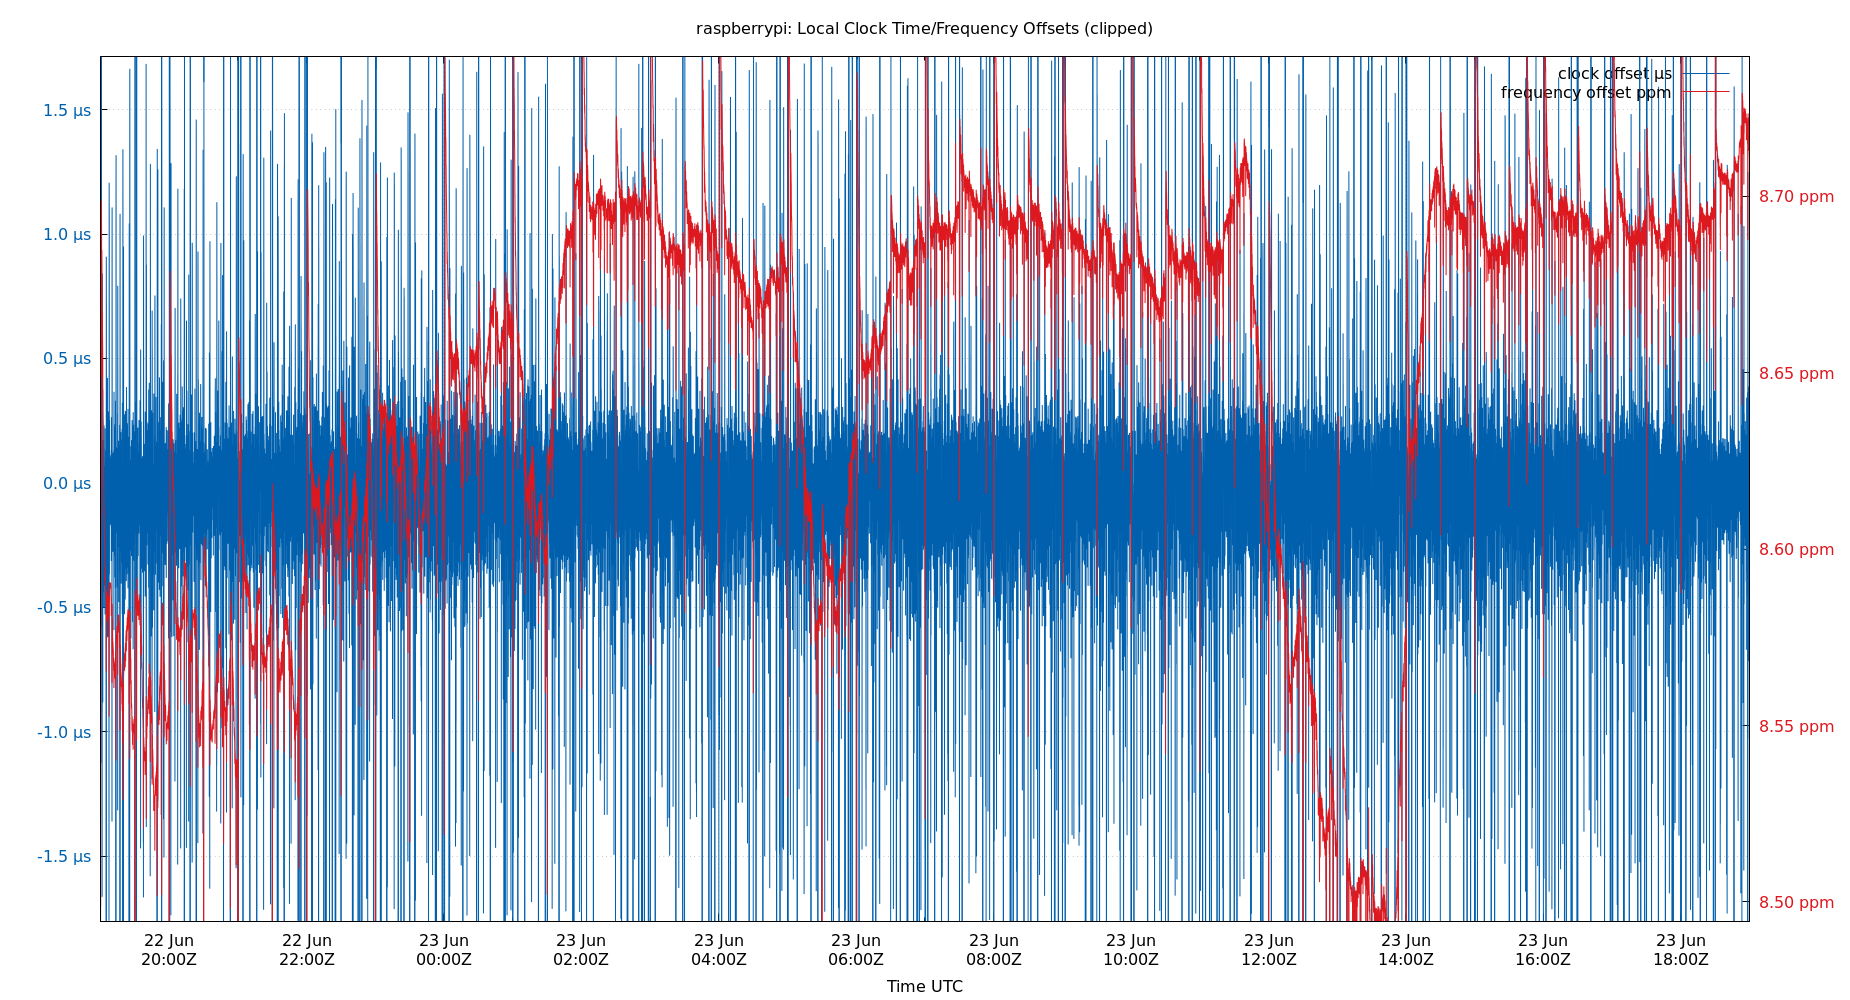 raspberrypi: Local Clock Time/Frequency Offsets (clipped)
clock offset µs
frequency offset ppm
1.5 µs
1.0 µs
0.5 µs
0.0 µs
-0.5 µs
-1.0 µs
-1.5 µs
8.70 ppm
8.65 ppm
8.60 ppm
8.55 ppm
8.50 ppm
22 Jun 22 Jun 23 Jun 23 Jun 23 Jun 23 Jun 23 Jun 23 Jun 23 Jun 23 Jun 23 Jun 23 Jun
20:00Z 22:00Z 00:00Z 02:00Z 04:00Z 06:00Z 08:00Z 10:00Z 12:00Z 14:00Z 16:00Z 18:00Z
Time UTC